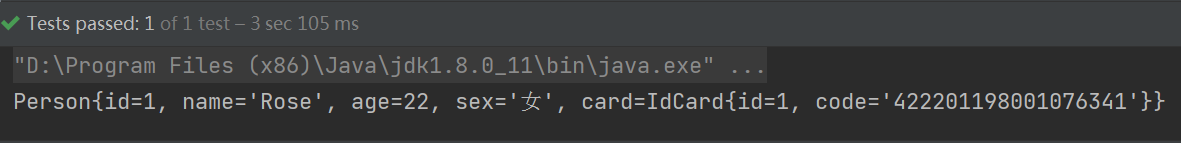 Tests passed: 1 of 1 test – 3 sec 105 ms
"D:\Program Files (x86)\Java\jdk1.8.0_11\bin\java.exe" ...
Person{id=1, name='Rose', age=22, sex='女', card=IdCard{id=1, code='422201198001076341'}}